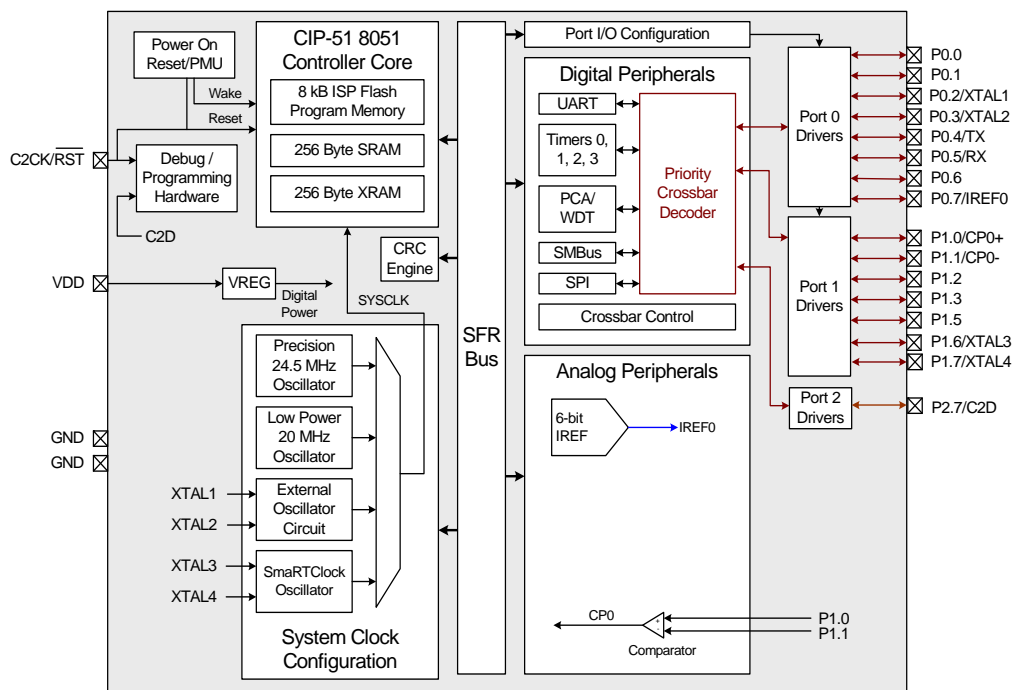 Power On
Reset/PMU
Wake
Reset
C2CK/RST
Debug /
Programming
Hardware
C2D
VDD
VREG
Digital
Power
GND
GND
CIP-51 8051
Controller Core
8 kB ISP Flash
Program Memory
256 Byte SRAM
256 Byte XRAM
CRC
Engine
SYSCLK
Precision
24.5 MHz
Oscillator
Low Power
20 MHz
Oscillator
XTAL1
XTAL2
External
Oscillator
Circuit
XTAL3
XTAL4
SmaRTClock
Oscillator
System Clock
Configuration
SFR
Bus
Port I/O Configuration
Digital Peripherals
UART
Timers 0,
1, 2, 3
PCA/
WDT
SMBus
SPI
Priority
Crossbar
Decoder
Crossbar Control
Analog Peripherals
6-bit
IREF
IREF0
CP0
+
-
Comparator
P1.0
P1.1
Port 0
Drivers
Port 1
Drivers
Port 2
Drivers
P0.0
P0.1
P0.2/XTAL1
P0.3/XTAL2
P0.4/TX
P0.5/RX
P0.6
P0.7/IREF0
P1.0/CP0+
P1.1/CP0-
P1.2
P1.3
P1.5
P1.6/XTAL3
P1.7/XTAL4
P2.7/C2D